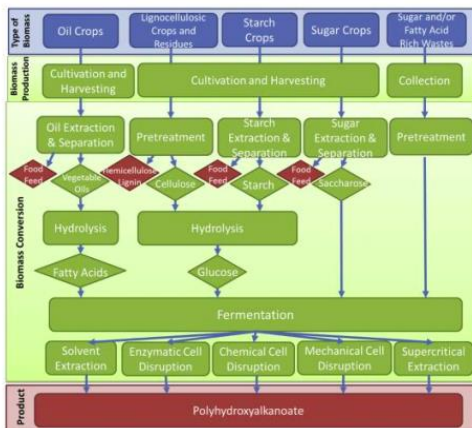 Type of
Biomass
Oil Crops
Lignocellulosic
Crops and
Residues
Starch
Crops
Sugar Crops
Sugar and/or
Fatty Acid
Rich Wastes
Biomass
Production
Cultivation and
Harvesting
Cultivation and Harvesting
Collection
Biomass Conversion
Oil Extraction
& Separation
Pretreatment
Starch
Extraction &
Separation
Sugar
Extraction &
Separation
Pretreatment
Food
Feed
Vegetable
Oils
Hemicellulose
Lignin
Cellulose
Food
Feed
Starch
Food
Feed
Saccharose
Hydrolysis
Hydrolysis
Fatty Acids
Glucose
Fermentation
Solvent
Extraction
Enzymatic Cell
Disruption
Chemical Cell
Disruption
Mechanical Cell
Disruption
Supercritical
Extraction
Product
Polyhydroxyalkanoate